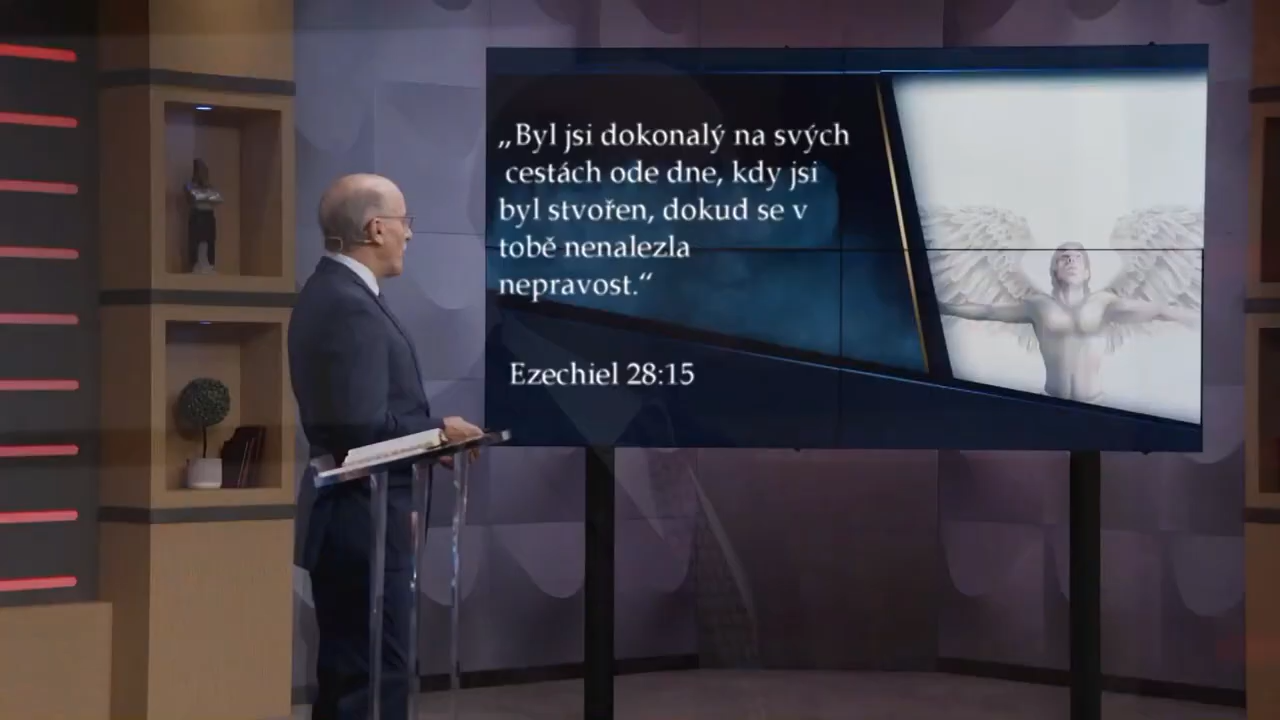 „Byl jsi dokonalý na svých
cestách ode dne, kdy jsi
byl stvořen, dokud se v
tobě nenalezla
nepravost.“
Ezechiel 28:15